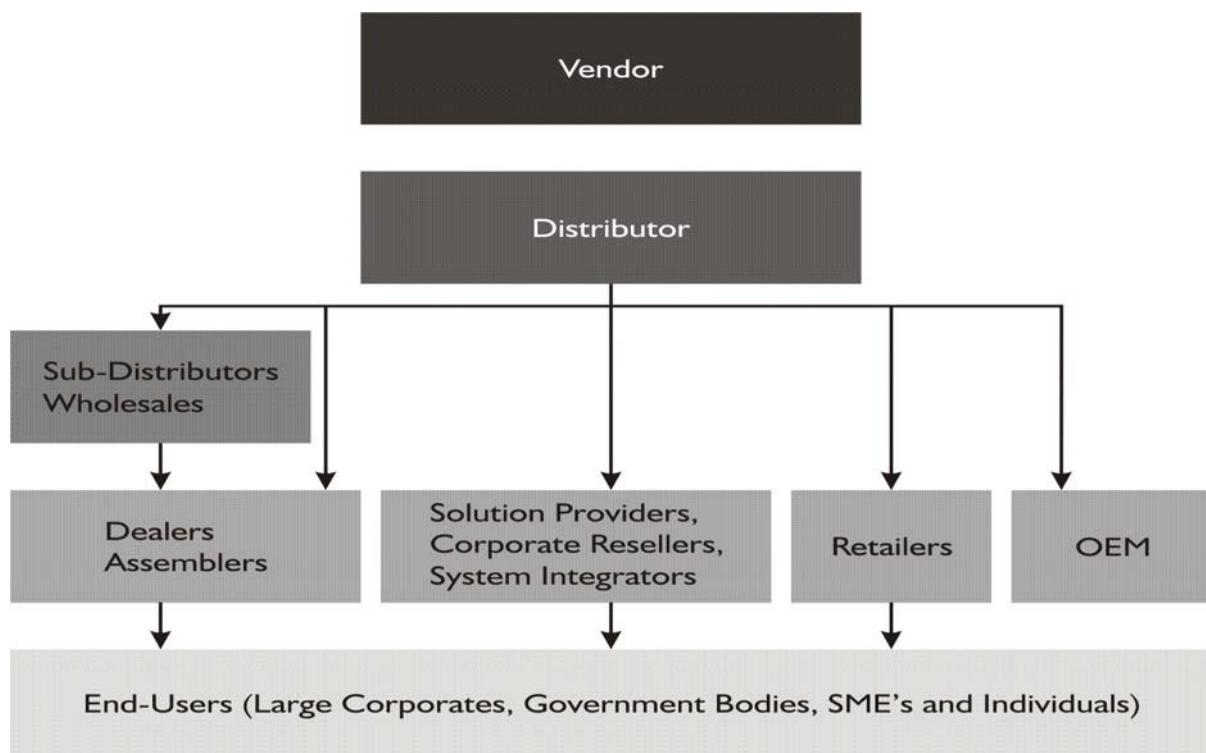 Vendor
Distributor
Sub-Distributors
Wholesales
Dealers
Assemblers
Solution Providers,
Corporate Resellers,
System Integrators
Retailers
OEM
End-Users (Large Corporates, Government Bodies, SME's and Individuals)